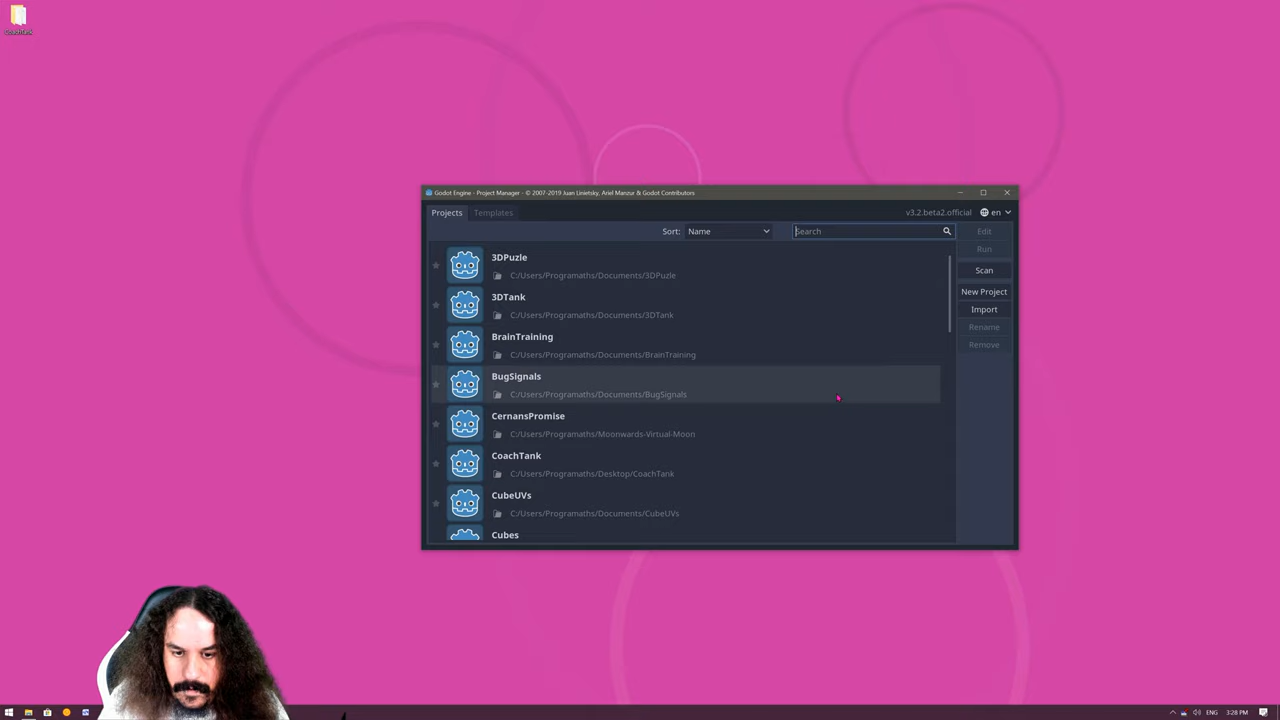 CoachTank
Godot Engine - Project Manager - © 2007-2019 Juan Linietsky, Ariel Manzur & Godot Contributors
Projects
Templates
v3.2.beta2.official
en
Sort:
Name
Search
Edit
Run
Scan
New Project
Import
Rename
Remove
3DPuzle
C:/Users/Programaths/Documents/3DPuzle
3DTank
C:/Users/Programaths/Documents/3DTank
BrainTraining
C:/Users/Programaths/Documents/BrainTraining
BugSignals
C:/Users/Programaths/Documents/BugSignals
CernansPromise
C:/Users/Programaths/Moonwards-Virtual-Moon
CoachTank
C:/Users/Programaths/Desktop/CoachTank
CubeUVs
C:/Users/Programaths/Documents/CubeUVs
Cubes
ENG
3:28 PM